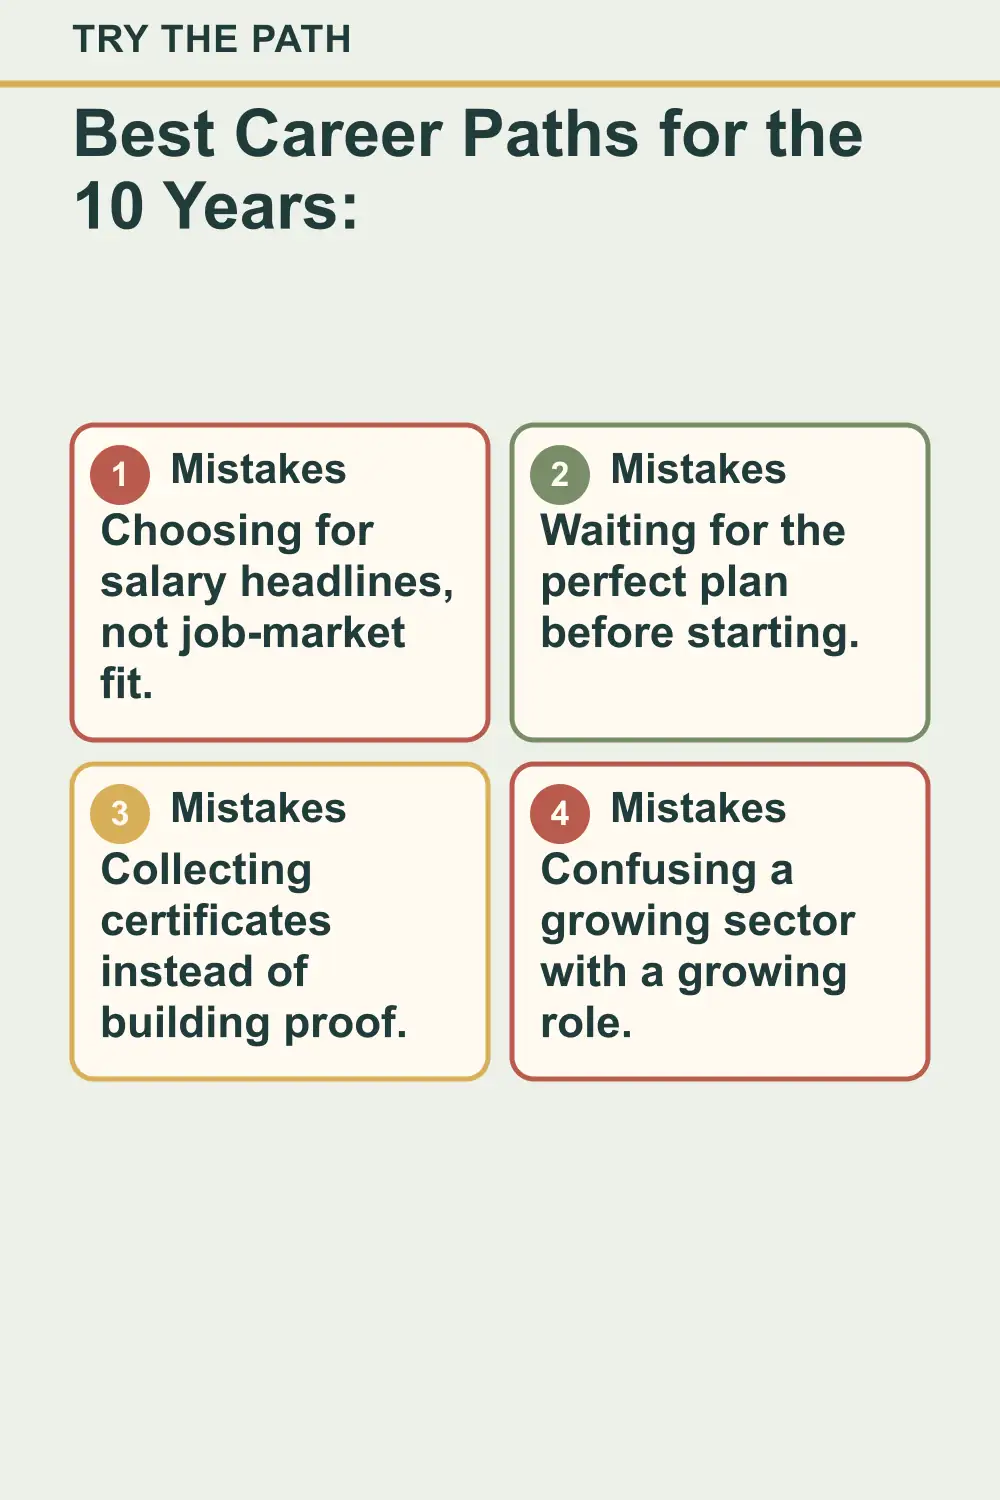 TRY THE PATH
Best Career Paths for the
10 Years:
1 Mistakes
Choosing for
salary headlines,
not job-market
fit.
2 Mistakes
Waiting for the
perfect plan
before starting.
3 Mistakes
Collecting
certificates
instead of
building proof.
4 Mistakes
Confusing a
growing sector
with a growing
role.